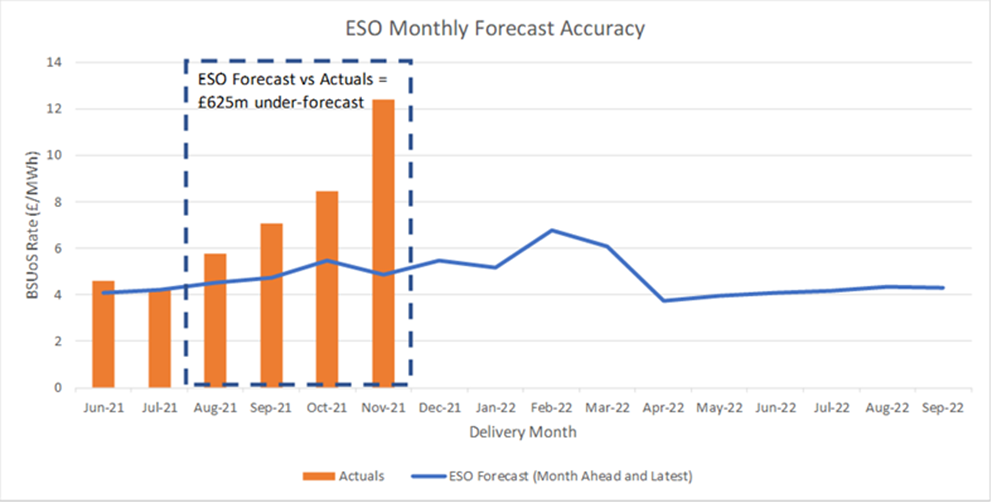 ESO Monthly Forecast Accuracy
ESO Forecast vs Actuals =
£625m under-forecast
BSUoS Rate (£/MWh)
14
12
10
8
6
4
2
0
Jun-21 Jul-21 Aug-21 Sep-21 Oct-21 Nov-21 Dec-21 Jan-22 Feb-22 Mar-22 Apr-22 May-22 Jun-22 Jul-22 Aug-22 Sep-22
Delivery Month
Actuals ESO Forecast (Month Ahead and Latest)